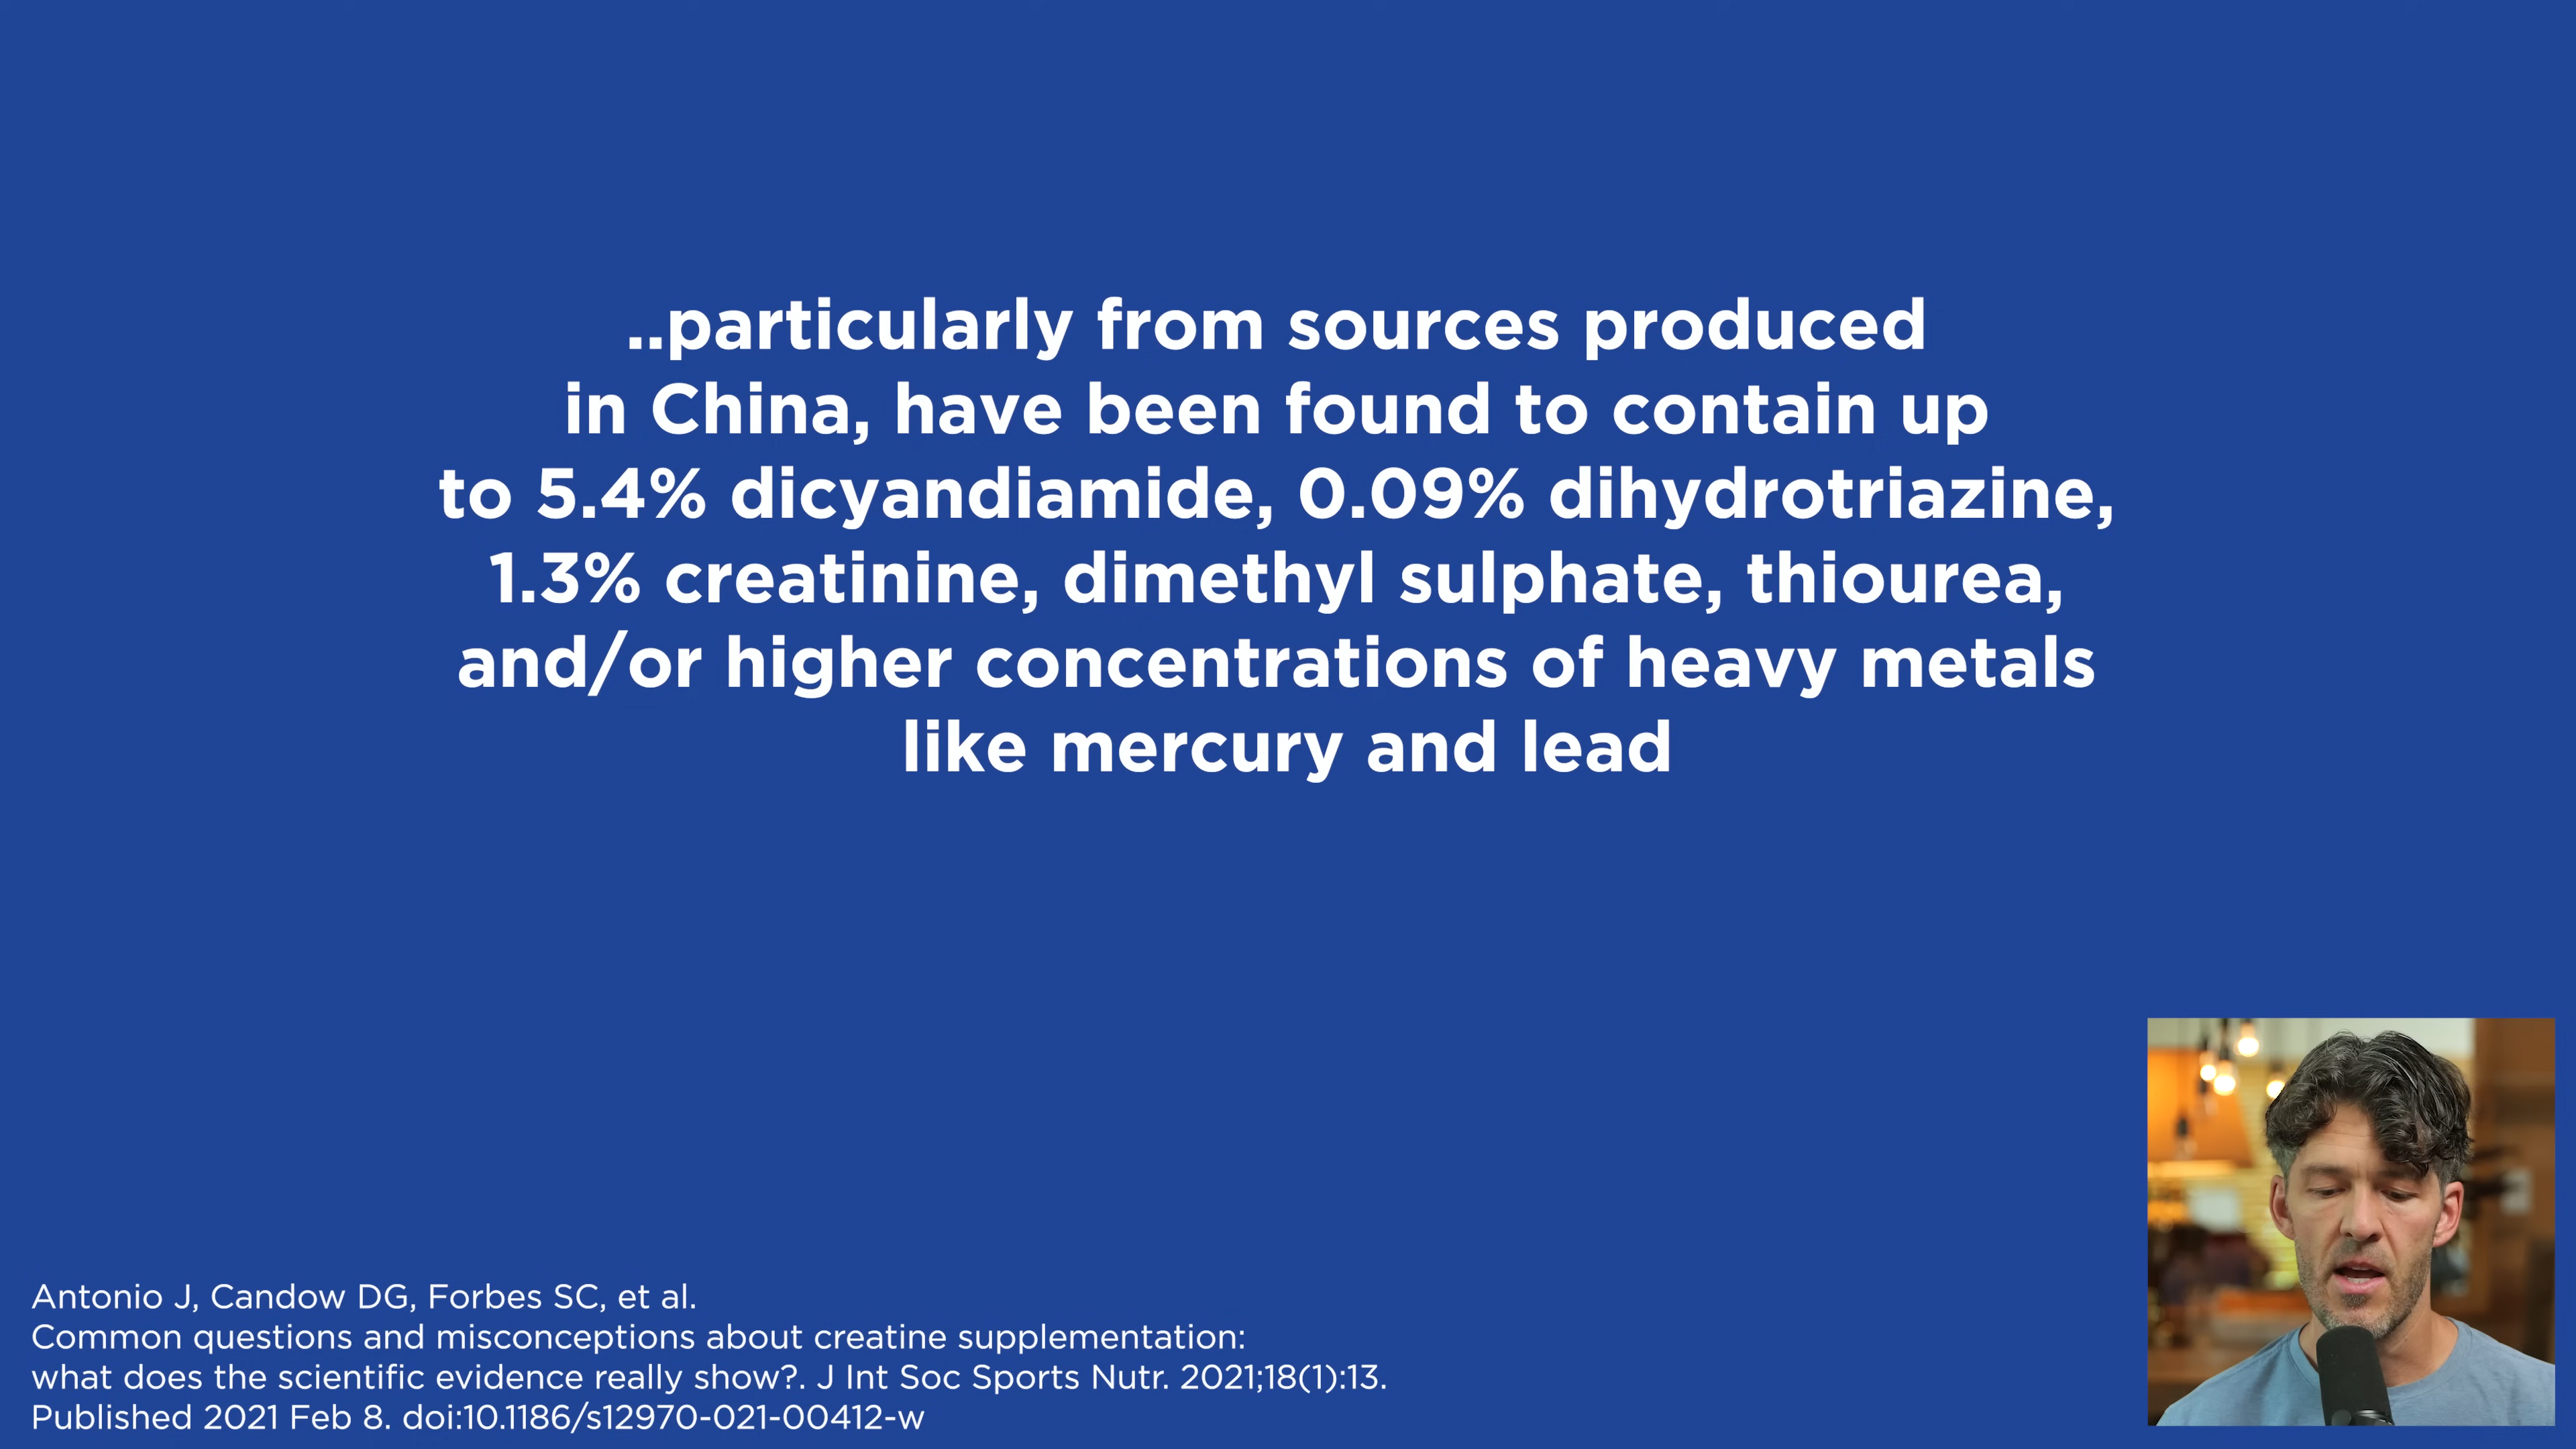 ..particularly from sources produced
in China, have been found to contain up
to 5.4% dicyandiamide, 0.09% dihydrotriazine,
1.3% creatinine, dimethyl sulphate, thiourea,
and/or higher concentrations of heavy metals
like mercury and lead
Antonio J, Candow DG, Forbes SC, et al.
Common questions and misconceptions about creatine supplementation:
what does the scientific evidence really show?. J Int Soc Sports Nutr. 2021;18(1):13.
Published 2021 Feb 8. doi:10.1186/s12970-021-00412-w